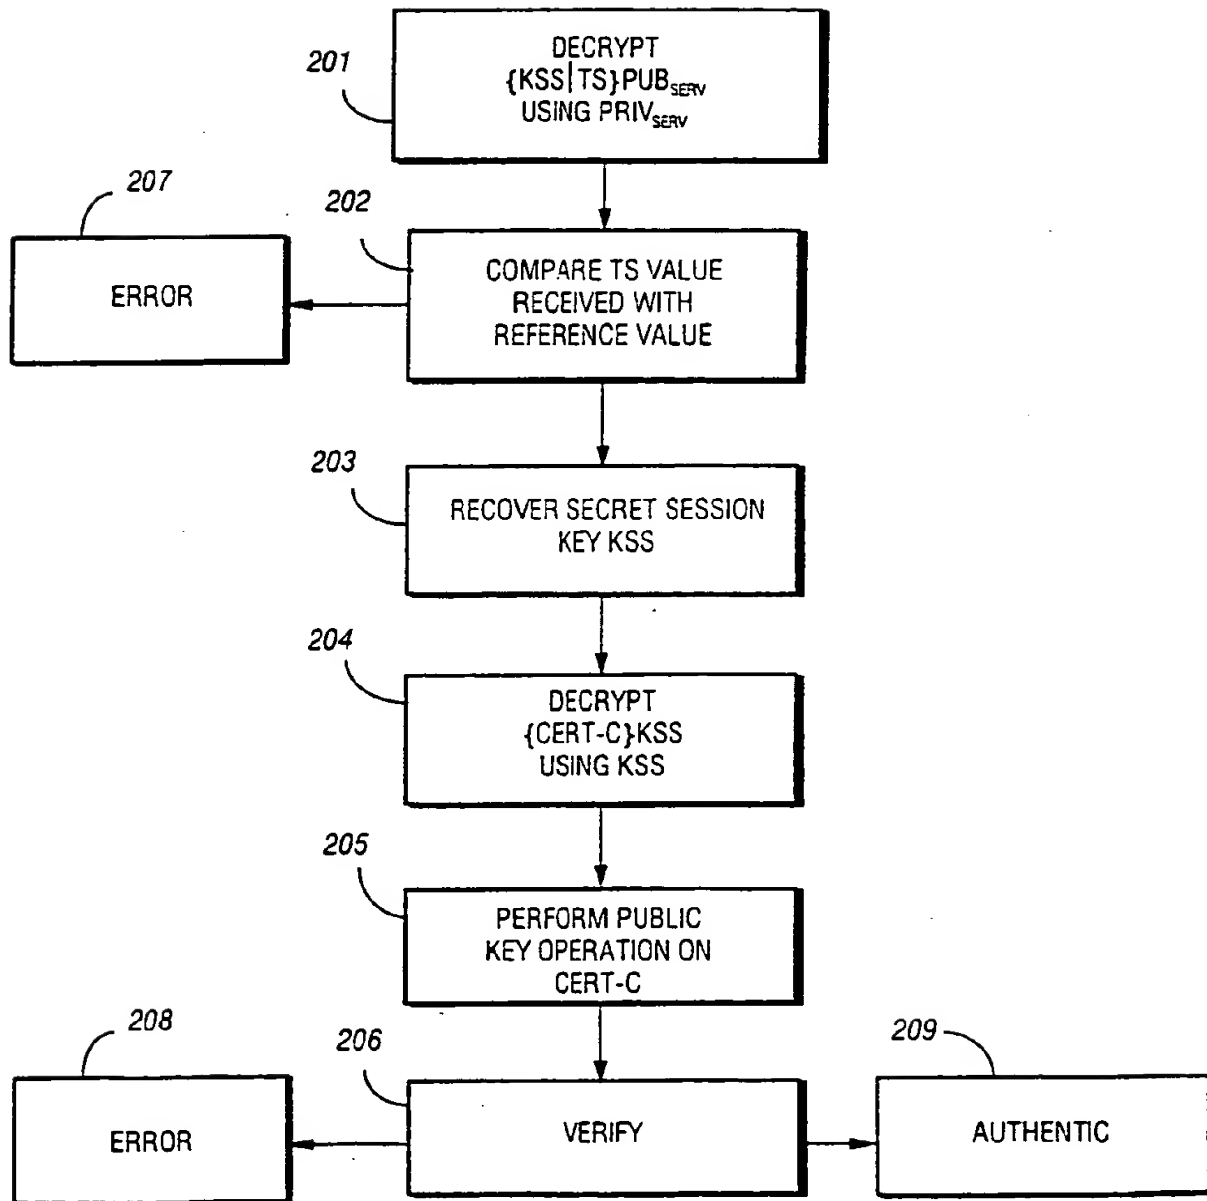 201
DECRYPT
{KSS|TS}PUBSERV
USING PRIVSERV
207
202
ERROR
COMPARE TS VALUE
RECEIVED WITH
REFERENCE VALUE
203
RECOVER SECRET SESSION
KEY KSS
204
DECRYPT
{CERT-C}KSS
USING KSS
205
PERFORM PUBLIC
KEY OPERATION ON
CERT-C
208
206
209
ERROR
VERIFY
AUTHENTIC